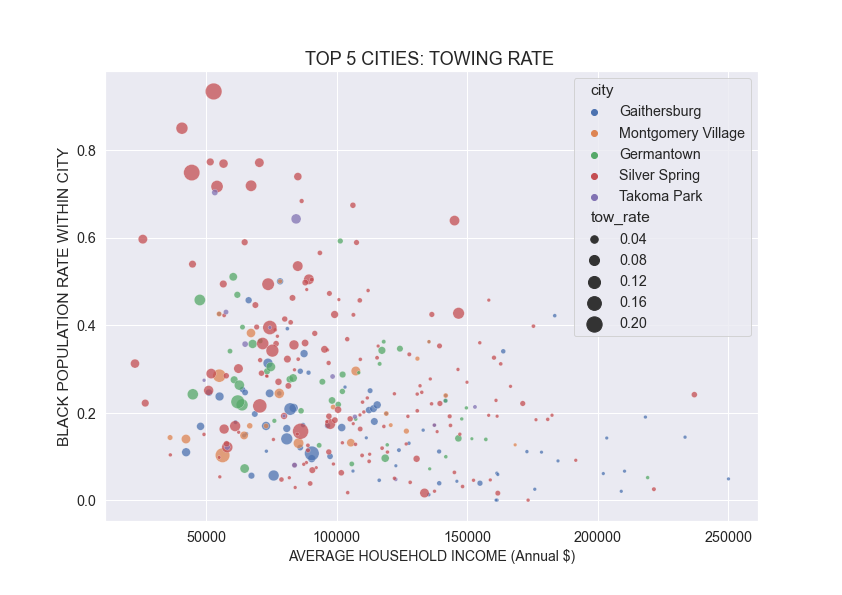 TOP 5 CITIES: TOWING RATE
BLACK POPULATION RATE WITHIN CITY
0.8
0.6
0.4
0.2
0.0
50000
100000
150000
200000
250000
AVERAGE HOUSEHOLD INCOME (Annual $)
city
Gaithersburg
Montgomery Village
Germantown
Silver Spring
Takoma Park
tow_rate
0.04
0.08
0.12
0.16
0.20